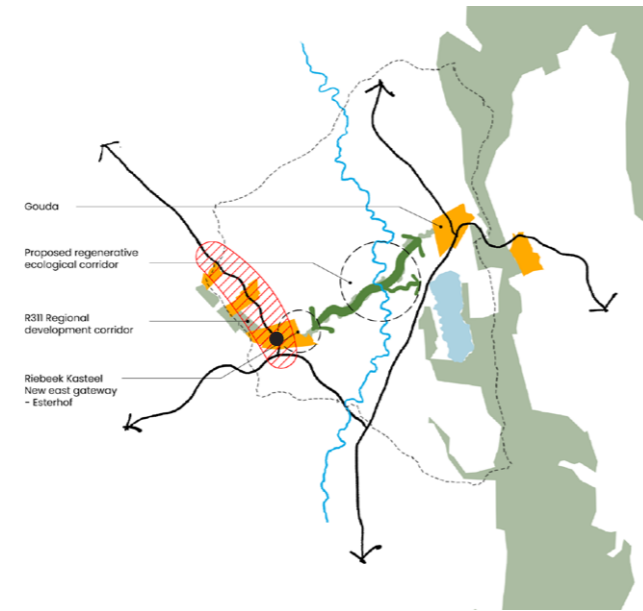 Gouda
Proposed regenerative
ecological corridor
R311 Regional
development corridor
Riebeek Kasteel
New east gateway
- Esterhof